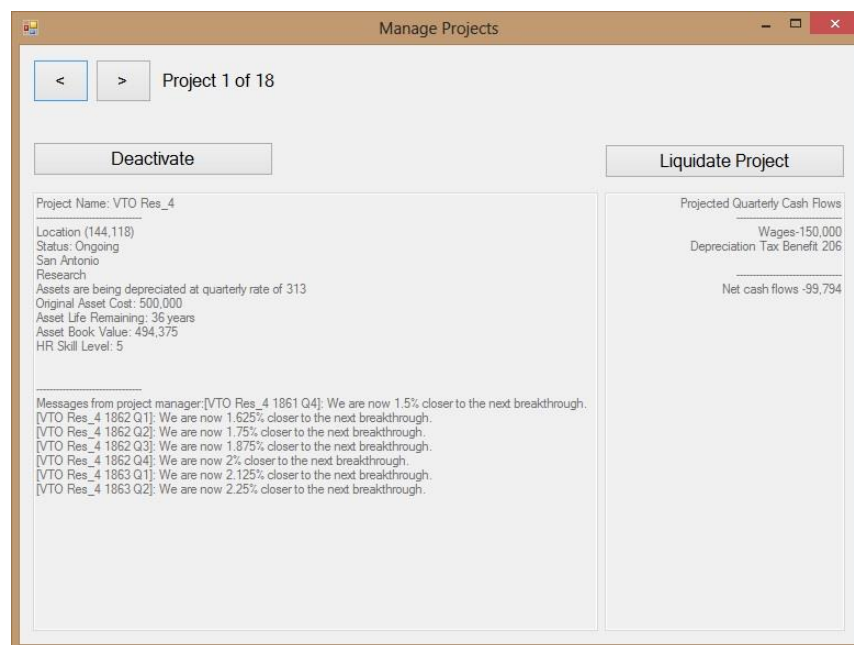 Manage Projects
<
>
Project 1 of 18
Deactivate
Liquidate Project
Project Name: VTO Res_4
--------------------------------
Location (144,118)
Status: Ongoing
San Antonio
Research
Assets are being depreciated at quarterly rate of 313
Original Asset Cost: 500,000
Asset Life Remaining: 36 years
Asset Book Value: 494,375
HR Skill Level: 5
--------------------------------
Messages from project manager:[VTO Res_4 1861 Q4]: We are now 1.5% closer to the next breakthrough.
[VTO Res_4 1862 Q1]: We are now 1.625% closer to the next breakthrough.
[VTO Res_4 1862 Q2]: We are now 1.75% closer to the next breakthrough.
[VTO Res_4 1862 Q3]: We are now 1.875% closer to the next breakthrough.
[VTO Res_4 1862 Q4]: We are now 2% closer to the next breakthrough.
[VTO Res_4 1863 Q1]: We are now 2.125% closer to the next breakthrough.
[VTO Res_4 1863 Q2]: We are now 2.25% closer to the next breakthrough.
Projected Quarterly Cash Flows
--------------------------------
Wages-150,000
Depreciation Tax Benefit 206
--------------------------------
Net cash flows -99,794